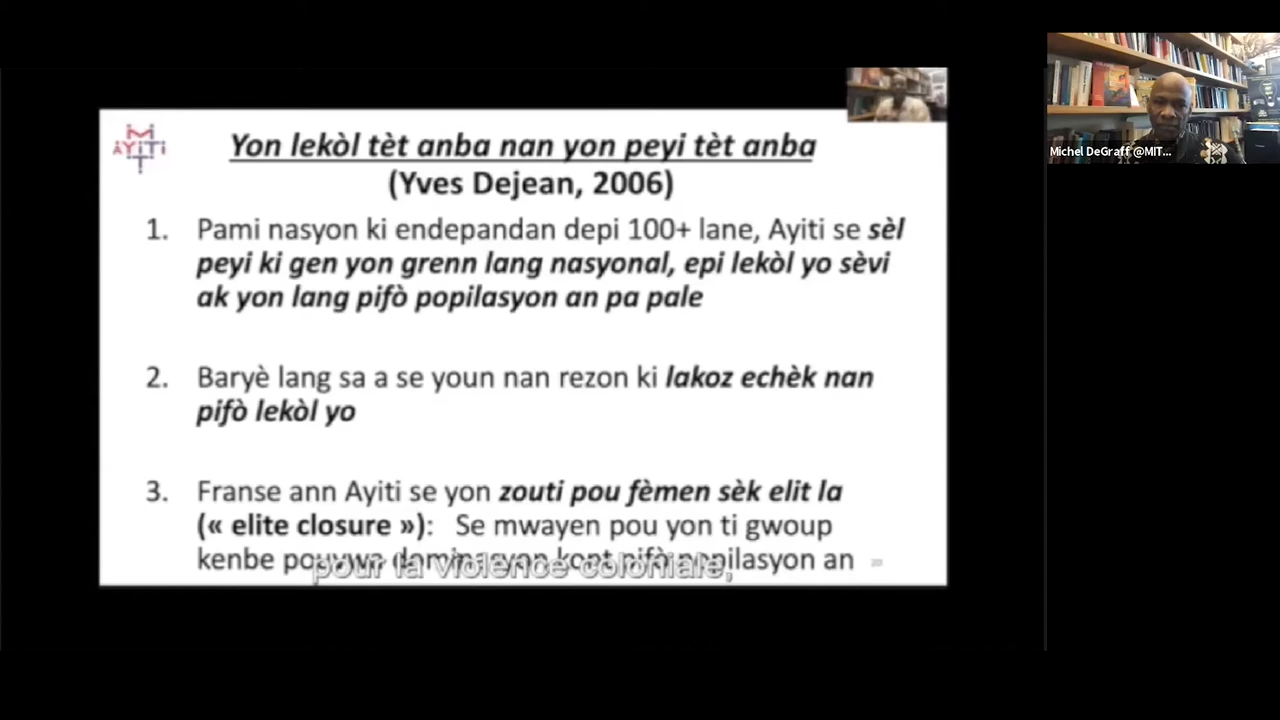 M
AYITI
T
Yon lekòl tèt anba nan yon peyi tèt anba
(Yves Dejean, 2006)
1. Pami nasyon ki endepandan depi 100+ lane, Ayiti se sèl
peyi ki gen yon grenn lang nasyonal, epi lekòl yo sèvi
ak yon lang pifò popilasyon an pa pale
2. Baryè lang sa a se youn nan rezon ki lakoz echèk nan
pifò lekòl yo
3. Franse ann Ayiti se yon zouti pou fèmen sèk elit la
(« elite closure »): Se mwayen pou yon ti gwoup
kenbe pouvwa dominasyon kont pifò popilasyon an
pour la violence coloniale,
Michel DeGraff @MIT...